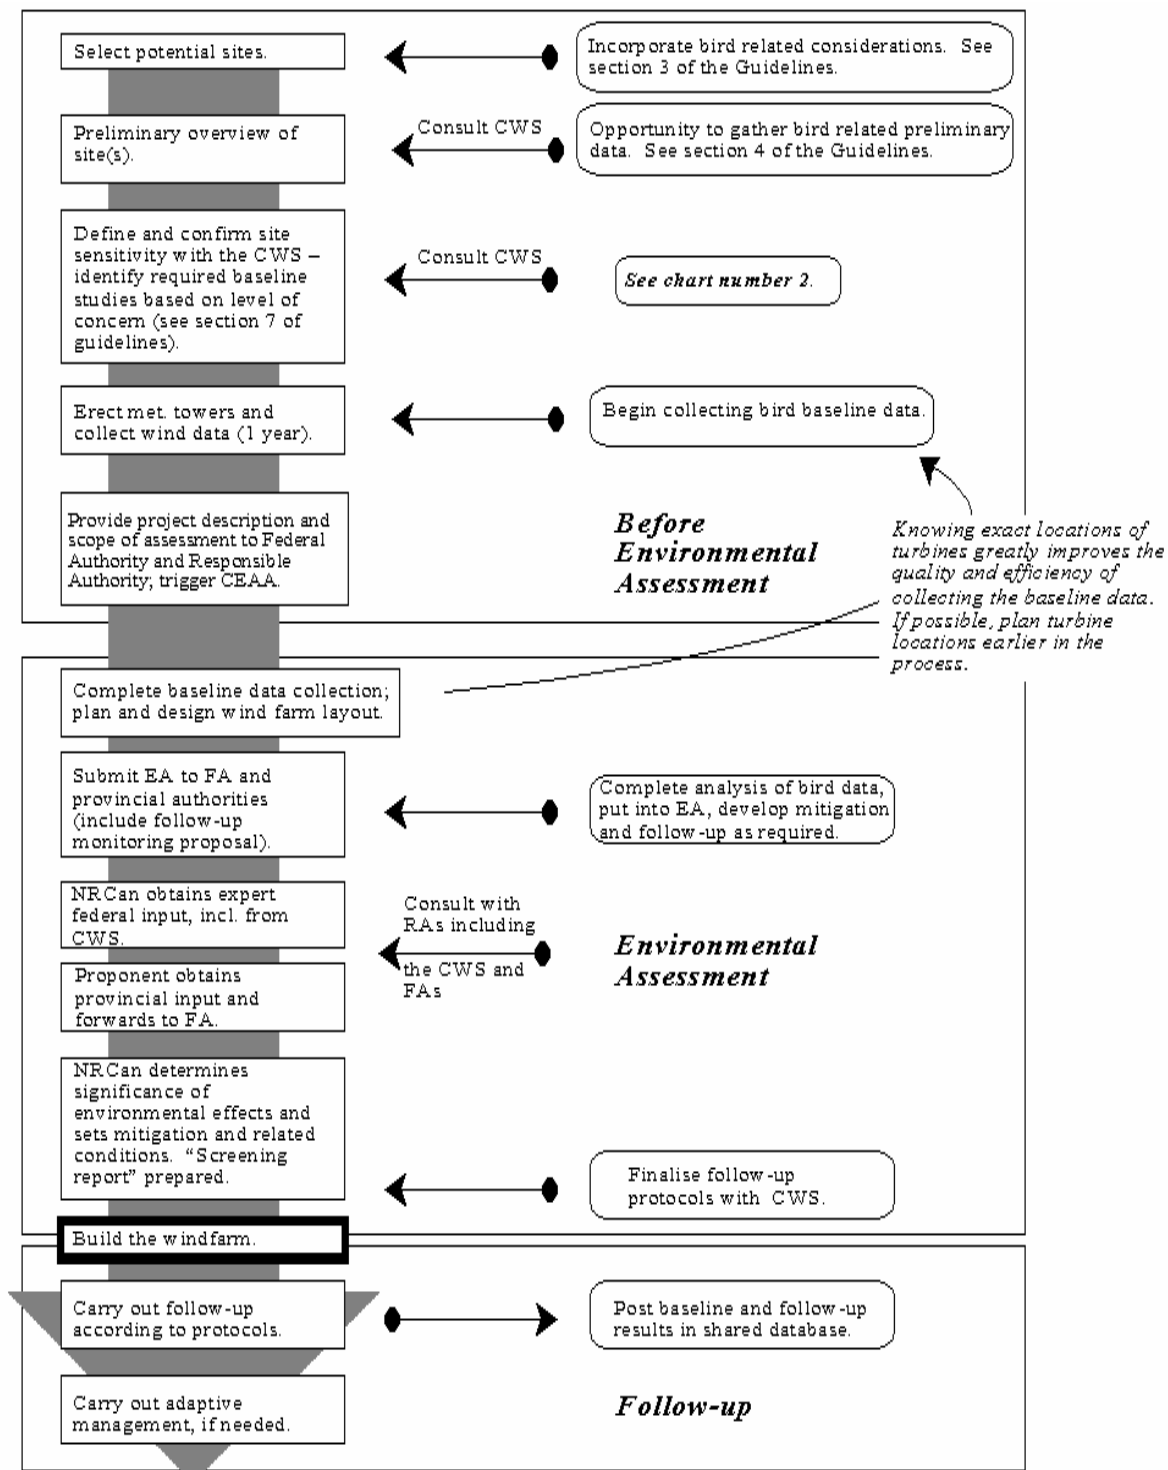 Select potential sites.
Incorporate bird related considerations. See
section 3 of the Guidelines.
Preliminary overview of
site(s).
Consult CWS
Opportunity to gather bird related preliminary
data. See section 4 of the Guidelines.
Define and confirm site
sensitivity with the CWS –
identify required baseline
studies based on level of
concern (see section 7 of
guidelines).
Consult CWS
See chart number 2.
Erect met. towers and
collect wind data (1 year).
Begin collecting bird baseline data.
Provide project description and
scope of assessment to Federal
Authority and Responsible
Authority; trigger CEAA.
Before
Environmental
Assessment
Knowing exact locations of
turbines greatly improves the
quality and efficiency of
collecting the baseline data.
If possible, plan turbine
locations earlier in the
process.
Complete baseline data collection;
plan and design wind farm layout.
Submit EA to FA and
provincial authorities
(include follow-up
monitoring proposal).
Complete analysis of bird data,
put into EA, develop mitigation
and follow-up as required.
NRCan obtains expert
federal input, incl. from
CWS.
Consult with
RAs including
the CWS and
FAs
Environmental
Assessment
Proponent obtains
provincial input and
forwards to FA.
NRCan determines
significance of
environmental effects and
sets mitigation and related
conditions. “Screening
report” prepared.
Finalise follow-up
protocols with CWS.
Build the windfarm.
Carry out follow-up
according to protocols.
Post baseline and follow-up
results in shared database.
Carry out adaptive
management, if needed.
Follow-up